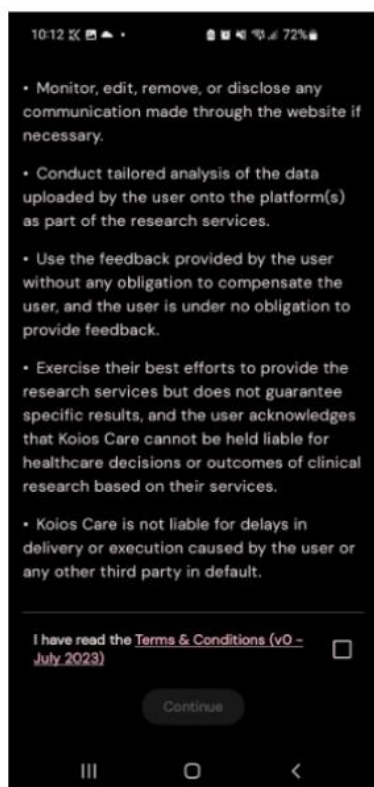 10:12
72%
• Monitor, edit, remove, or disclose any
communication made through the website if
necessary.
• Conduct tailored analysis of the data
uploaded by the user onto the platform(s)
as part of the research services.
• Use the feedback provided by the user
without any obligation to compensate the
user, and the user is under no obligation to
provide feedback.
• Exercise their best efforts to provide the
research services but does not guarantee
specific results, and the user acknowledges
that Koios Care cannot be held liable for
healthcare decisions or outcomes of clinical
research based on their services.
• Koios Care is not liable for delays in
delivery or execution caused by the user or
any other third party in default.
I have read the Terms & Conditions (v0 –
July 2023)
Continue